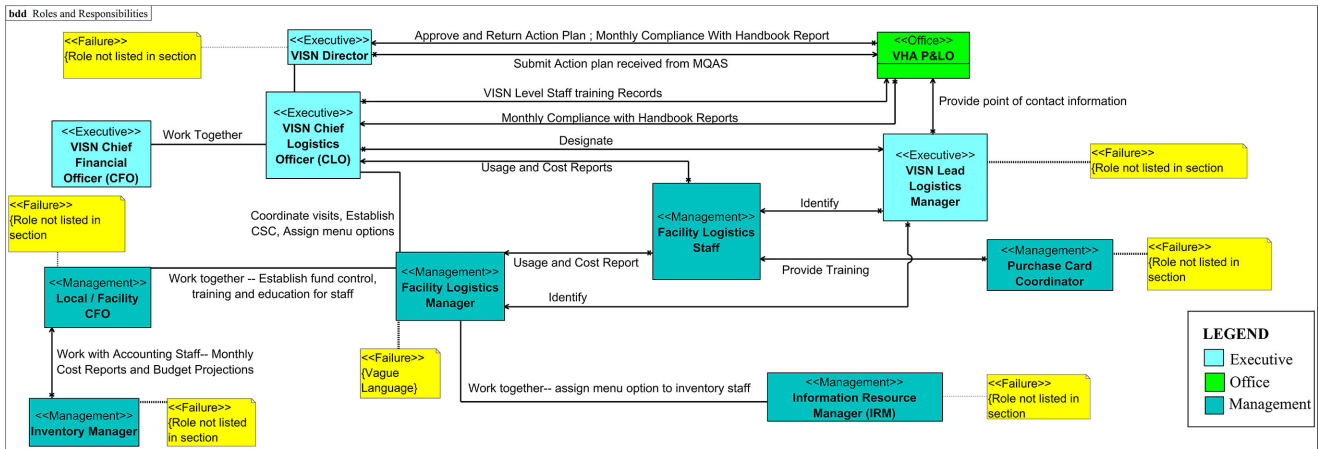 bdd Roles and Responsibilities
<<Failure>>
{Role not listed in section
<<Executive>>
VISN Director
Approve and Return Action Plan ; Monthly Compliance With Handbook Report
Submit Action plan received from MQAS
<<Office>>
VHA P&LO
VISN Level Staff training Records
Monthly Compliance with Handbook Reports
Provide point of contact information
<<Executive>>
VISN Chief
Financial
Officer (CFO)
Work Together
<<Executive>>
VISN Chief
Logistics
Officer (CLO)
Designate
Usage and Cost Reports
<<Executive>>
VISN Lead
Logistics
Manager
<<Failure>>
{Role not listed in section
<<Failure>>
{Role not listed in
section
Coordinate visits, Establish
CSC, Assign menu options
<<Management>>
Facility Logistics
Staff
Identify
<<Management>>
Local / Facility
CFO
Work together -- Establish fund control,
training and education for staff
<<Management>>
Facility Logistics
Manager
Usage and Cost Report
Provide Training
Identify
<<Management>>
Purchase Card
Coordinator
<<Failure>>
{Role not listed in
section
Work with Accounting Staff-- Monthly
Cost Reports and Budget Projections
<<Failure>>
{Vague
Language}
Work together-- assign menu option to inventory staff
<<Management>>
Information Resource
Manager (IRM)
<<Failure>>
{Role not listed in
section
<<Management>>
Inventory Manager
<<Failure>>
{Role not listed
in section
LEGEND
Executive
Office
Management